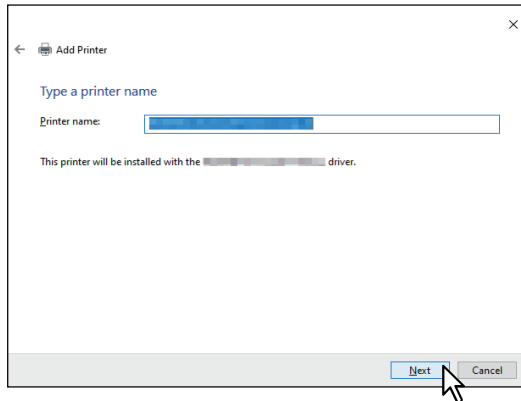 Add Printer
Type a printer name
Printer name:
This printer will be installed with the driver.
Next Cancel